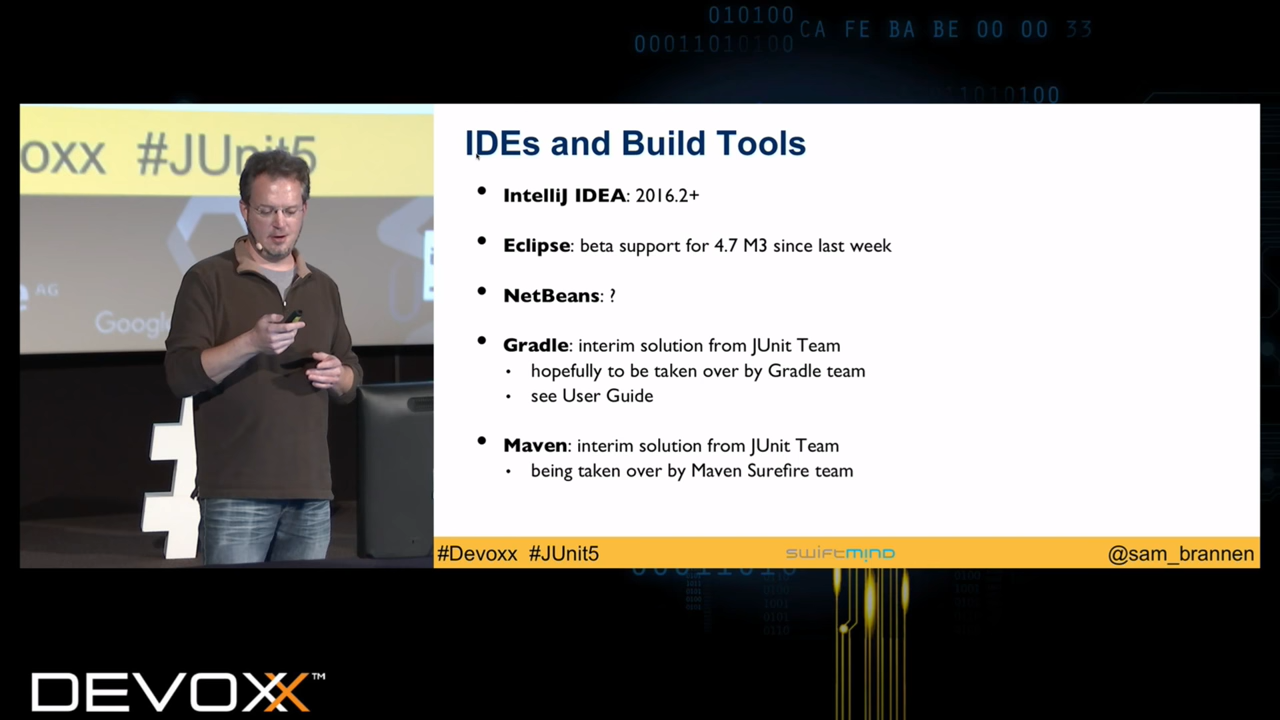 010100
00011010100
CA FE BA BE 00 00 33
1010100
oxx #JUnit5
AG
Google
IDEs and Build Tools
• IntelliJ IDEA: 2016.2+
• Eclipse: beta support for 4.7 M3 since last week
• NetBeans: ?
• Gradle: interim solution from JUnit Team
• hopefully to be taken over by Gradle team
• see User Guide
• Maven: interim solution from JUnit Team
• being taken over by Maven Surefire team
#Devoxx #JUnit5
swiftmind
@sam_brannen
DEVOXX™